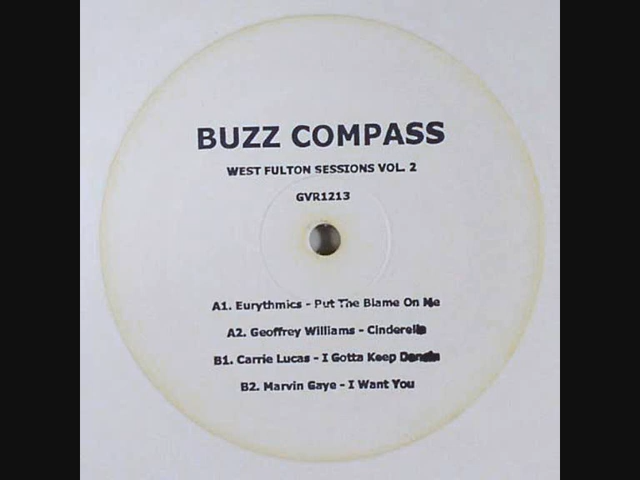 BUZZ COMPASS
WEST FULTON SESSIONS VOL. 2
GVR1213
A1. Eurythmics - Put The Blame On Me
A2. Geoffrey Williams - Cinderella
B1. Carrie Lucas - I Gotta Keep Dancin
B2. Marvin Gaye - I Want You